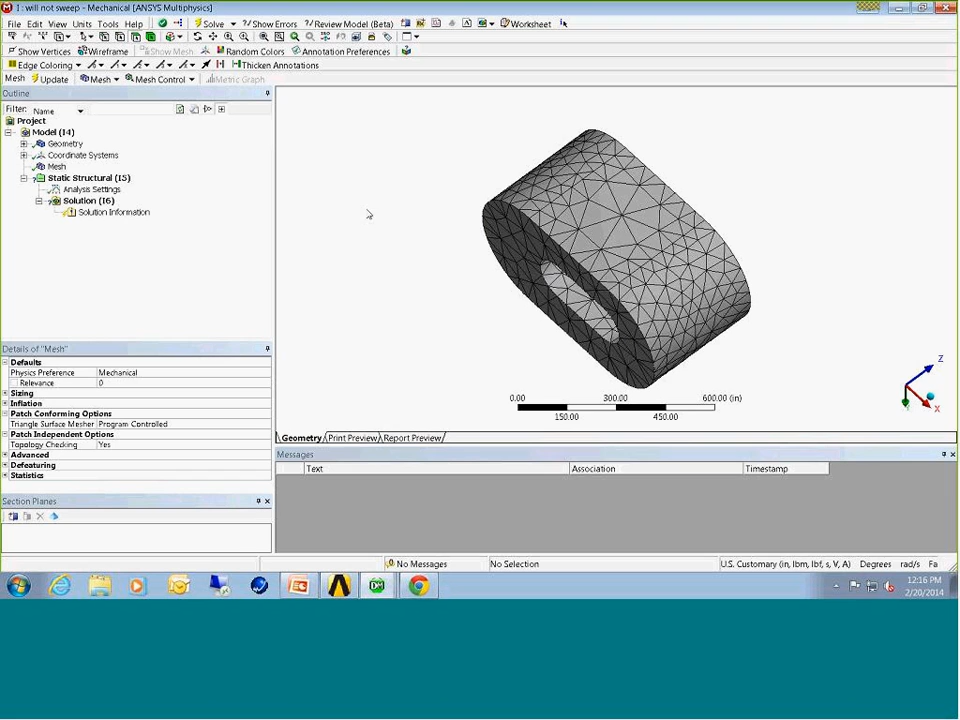 I : will not sweep - Mechanical [ANSYS Multiphysics]
File Edit View Units Tools Help Solve ?/Show Errors ?/Review Model (Beta) A Worksheet
Show Vertices Wireframe Show Mesh Random Colors Annotation Preferences
Edge Coloring Thicken Annotations
Mesh Update Mesh Mesh Control Metric Graph
Outline
Filter: Name
Project
Model (I4)
Geometry
Coordinate Systems
Mesh
Static Structural (I5)
Analysis Settings
Solution (I6)
Solution Information
Details of "Mesh"
Defaults
Physics Preference Mechanical
Relevance 0
Sizing
Inflation
Patch Conforming Options
Triangle Surface Mesher Program Controlled
Patch Independent Options
Topology Checking Yes
Advanced
Defeaturing
Statistics
Section Planes
0.00 300.00 600.00 (in)
150.00 450.00
Z
X
Geometry Print Preview Report Preview
Messages
Text Association Timestamp
No Messages No Selection U.S. Customary (in, lbm, lbf, s, V, A) Degrees rad/s Fa
12:16 PM
2/20/2014